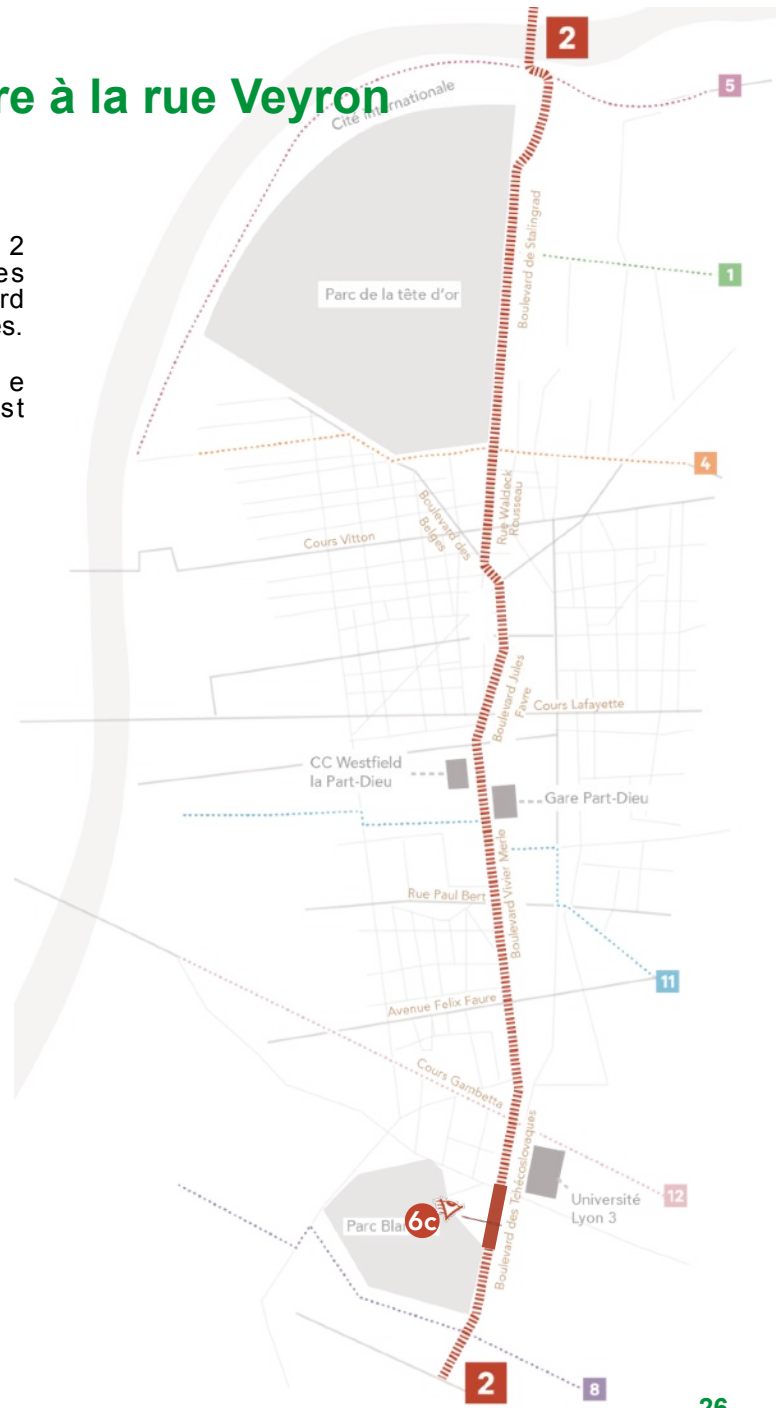 2
re à la rue Veyron
5
Cité internationale
2
es
rd
es.
Boulevard de Stalingrad
1
Parc de la tête d'or
e
st
4
Boulevard des
Belges
Rue Waldeck
Rousseau
Cours Vitton
Boulevard Jules
Favre
Cours Lafayette
CC Westfield
la Part-Dieu
Gare Part-Dieu
Boulevard Vivier Merle
Rue Paul Bert
11
Avenue Felix Faure
Cours Gambetta
Boulevard des Tchécoslovaques
12
Université
Lyon 3
Parc Bla
6c
2
8
26